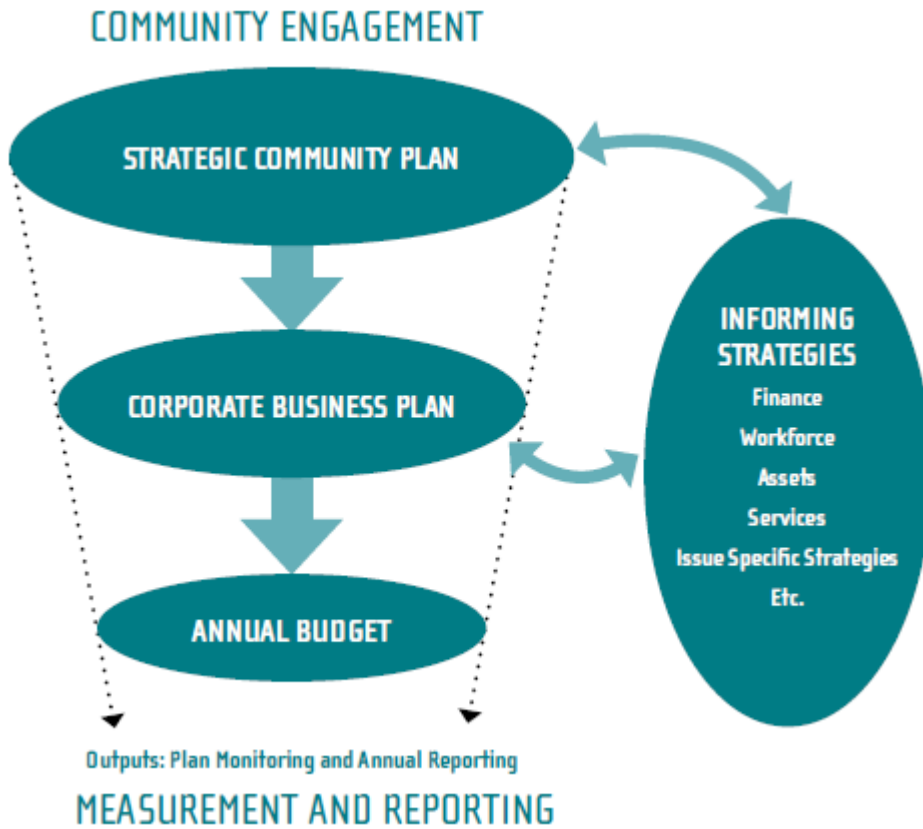 COMMUNITY ENGAGEMENT
STRATEGIC COMMUNITY PLAN
CORPORATE BUSINESS PLAN
ANNUAL BUDGET
INFORMING
STRATEGIES
Finance
Workforce
Assets
Services
Issue Specific Strategies
Etc.
Outputs: Plan Monitoring and Annual Reporting
MEASUREMENT AND REPORTING